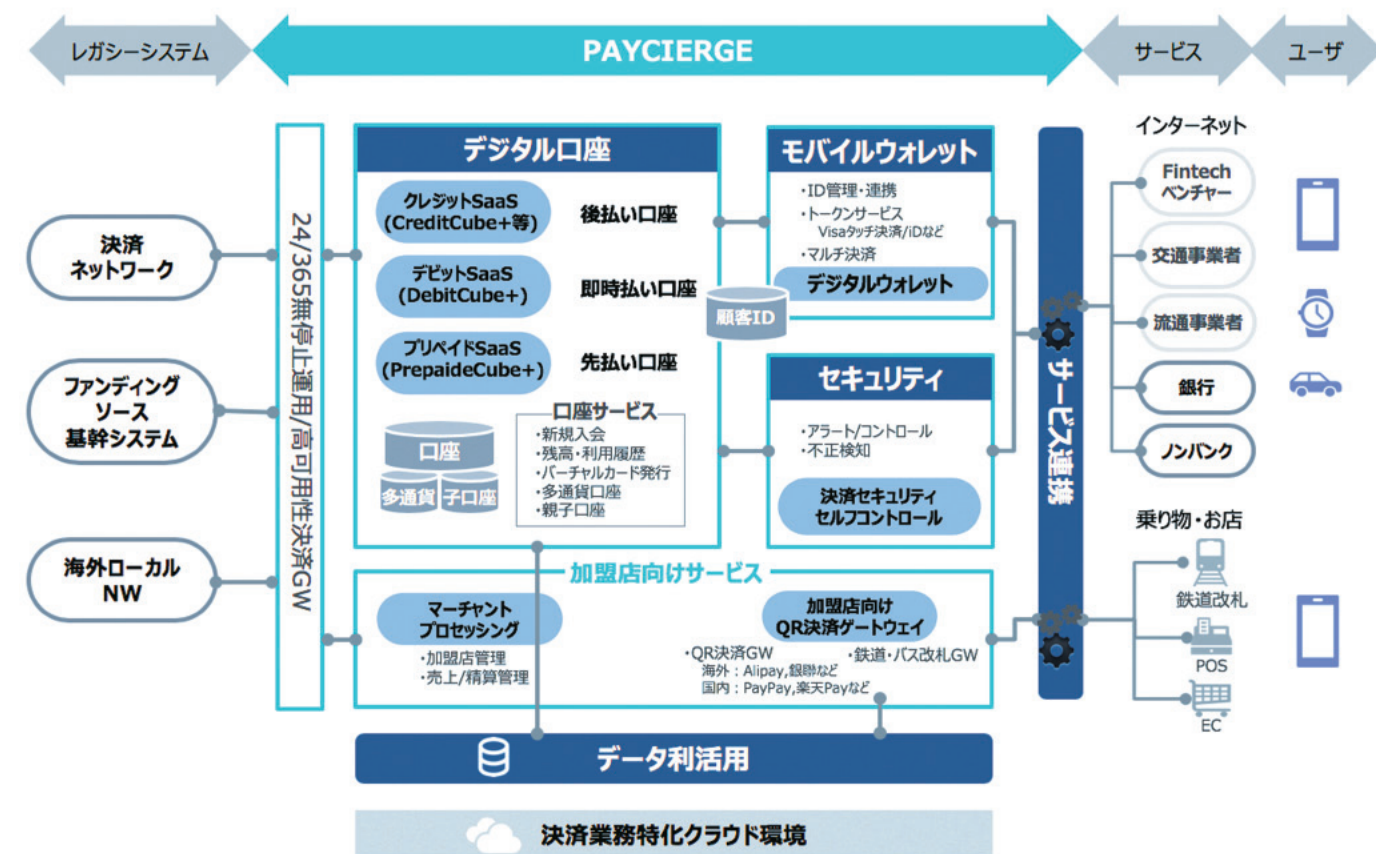 レガシーシステム
PAYCIERGE
サービス
ユーザ
決済
ネットワーク
ファンディング
ソース
基幹システム
海外ローカル
NW
24/365無停止運用/高可用性決済GW
デジタル口座
クレジットSaaS
(CreditCube+等)
後払い口座
デビットSaaS
(DebitCube+)
即時払い口座
プリペイドSaaS
(PrepaideCube+)
先払い口座
口座
多通貨
子口座
口座サービス
・新規入会
・残高・利用履歴
・バーチャルカード発行
・多通貨口座
・親子口座
顧客ID
モバイルウォレット
・ID管理・連携
・トークンサービス
Visaタッチ決済/iDなど
・マルチ決済
デジタルウォレット
セキュリティ
・アラート/コントロール
・不正検知
決済セキュリティ
セルフコントロール
加盟店向けサービス
マーチャント
プロセッシング
・加盟店管理
・売上/精算管理
加盟店向け
QR決済ゲートウェイ
・QR決済GW
海外：Alipay,銀聯など
国内：PayPay,楽天Payなど
・鉄道・バス改札GW
データ利活用
決済業務特化クラウド環境
サービス連携
インターネット
Fintech
ベンチャー
交通事業者
流通事業者
銀行
ノンバンク
乗り物・お店
鉄道改札
POS
EC